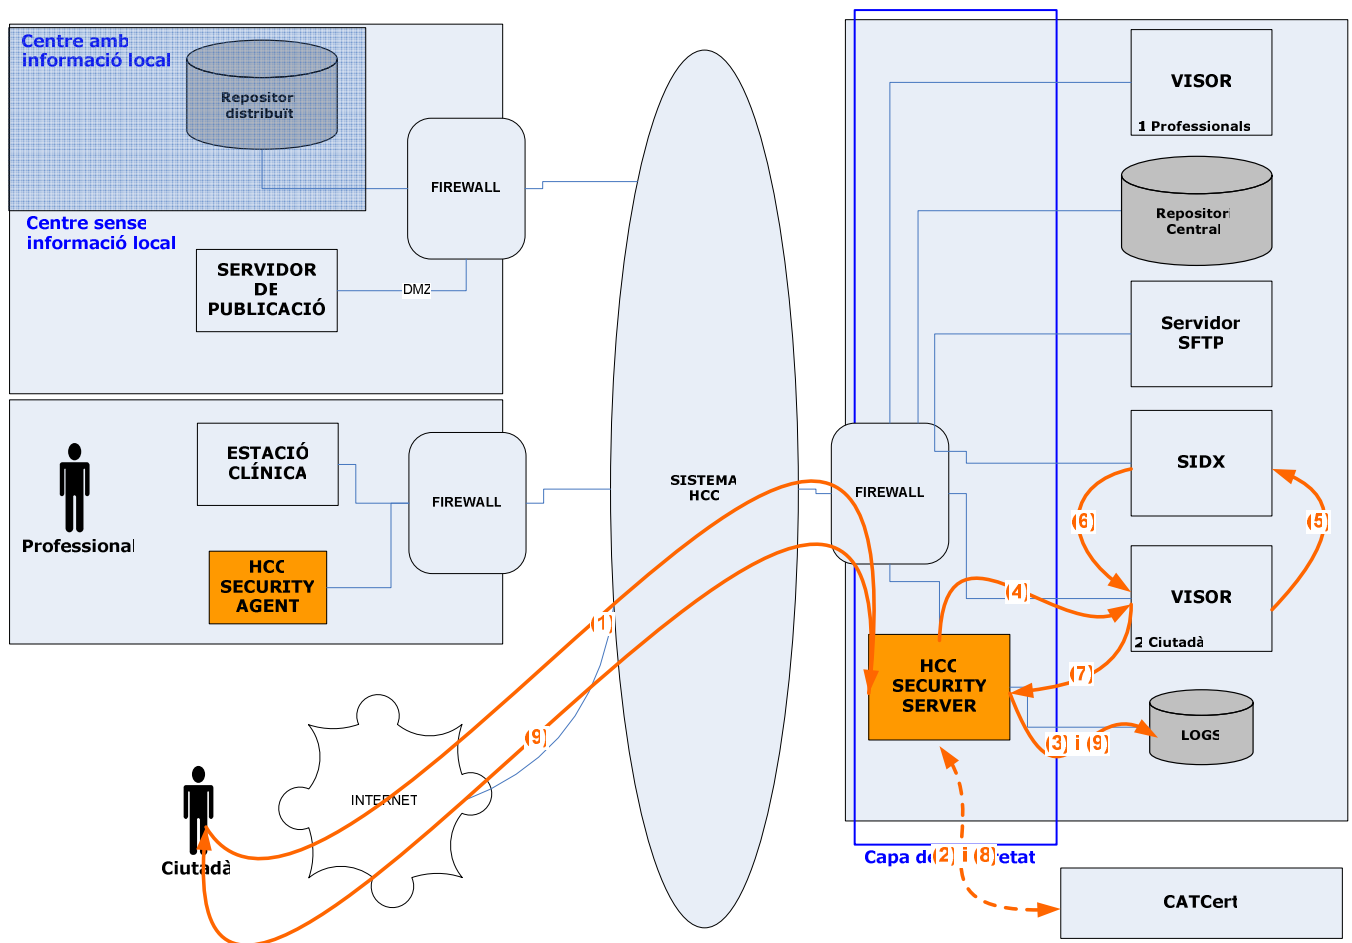 Centre amb
informació local
Repositori
distribuït
Centre sense
informació local
SERVIDOR
DE
PUBLICACIÓ
DMZ
FIREWALL
Professional
ESTACIÓ
CLÍNICA
HCC
SECURITY
AGENT
FIREWALL
SISTEMA
HCC
INTERNET
Ciutadà
(1)
(9)
FIREWALL
VISOR
1 Professionals
Repositori
Central
Servidor
SFTP
SIDX
(6)
(5)
(4)
VISOR
2 Ciutadà
(7)
HCC
SECURITY
SERVER
(3) i (9)
LOGS
Capa de retat
(2) i (8)
CATCert